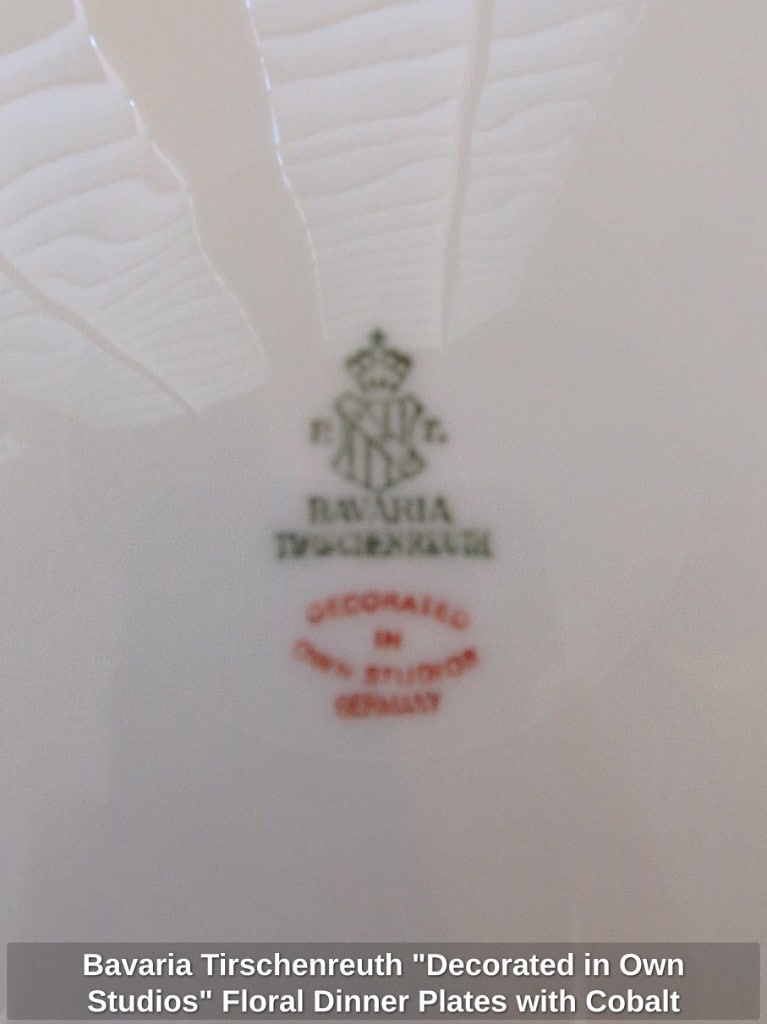 P. T.
BAVARIA
TIRSCHENREUTH
DECORATED
IN
OWN STUDIOS
GERMANY
Bavaria Tirschenreuth "Decorated in Own
Studios" Floral Dinner Plates with Cobalt